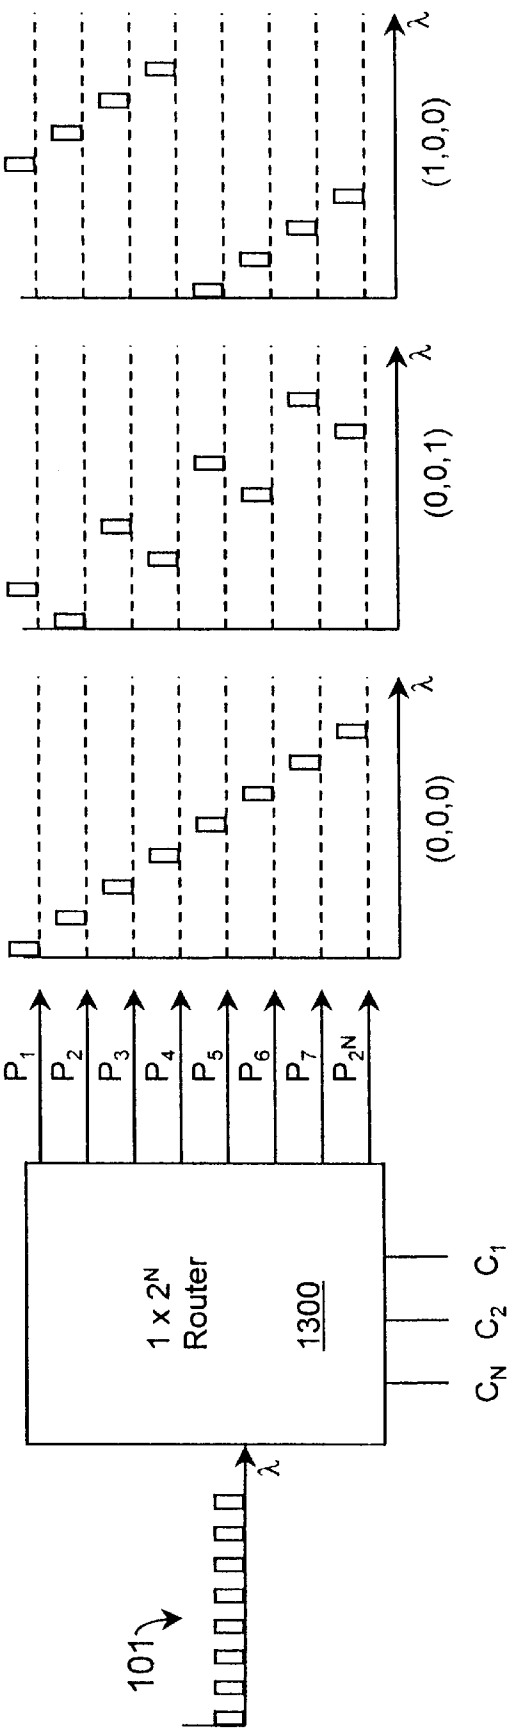 101
λ
1 x 2^N
Router
1300
C_N C_2 C_1
P_1
P_2
P_3
P_4
P_5
P_6
P_7
P_2^N
λ
(0,0,0)
λ
(0,0,1)
λ
(1,0,0)